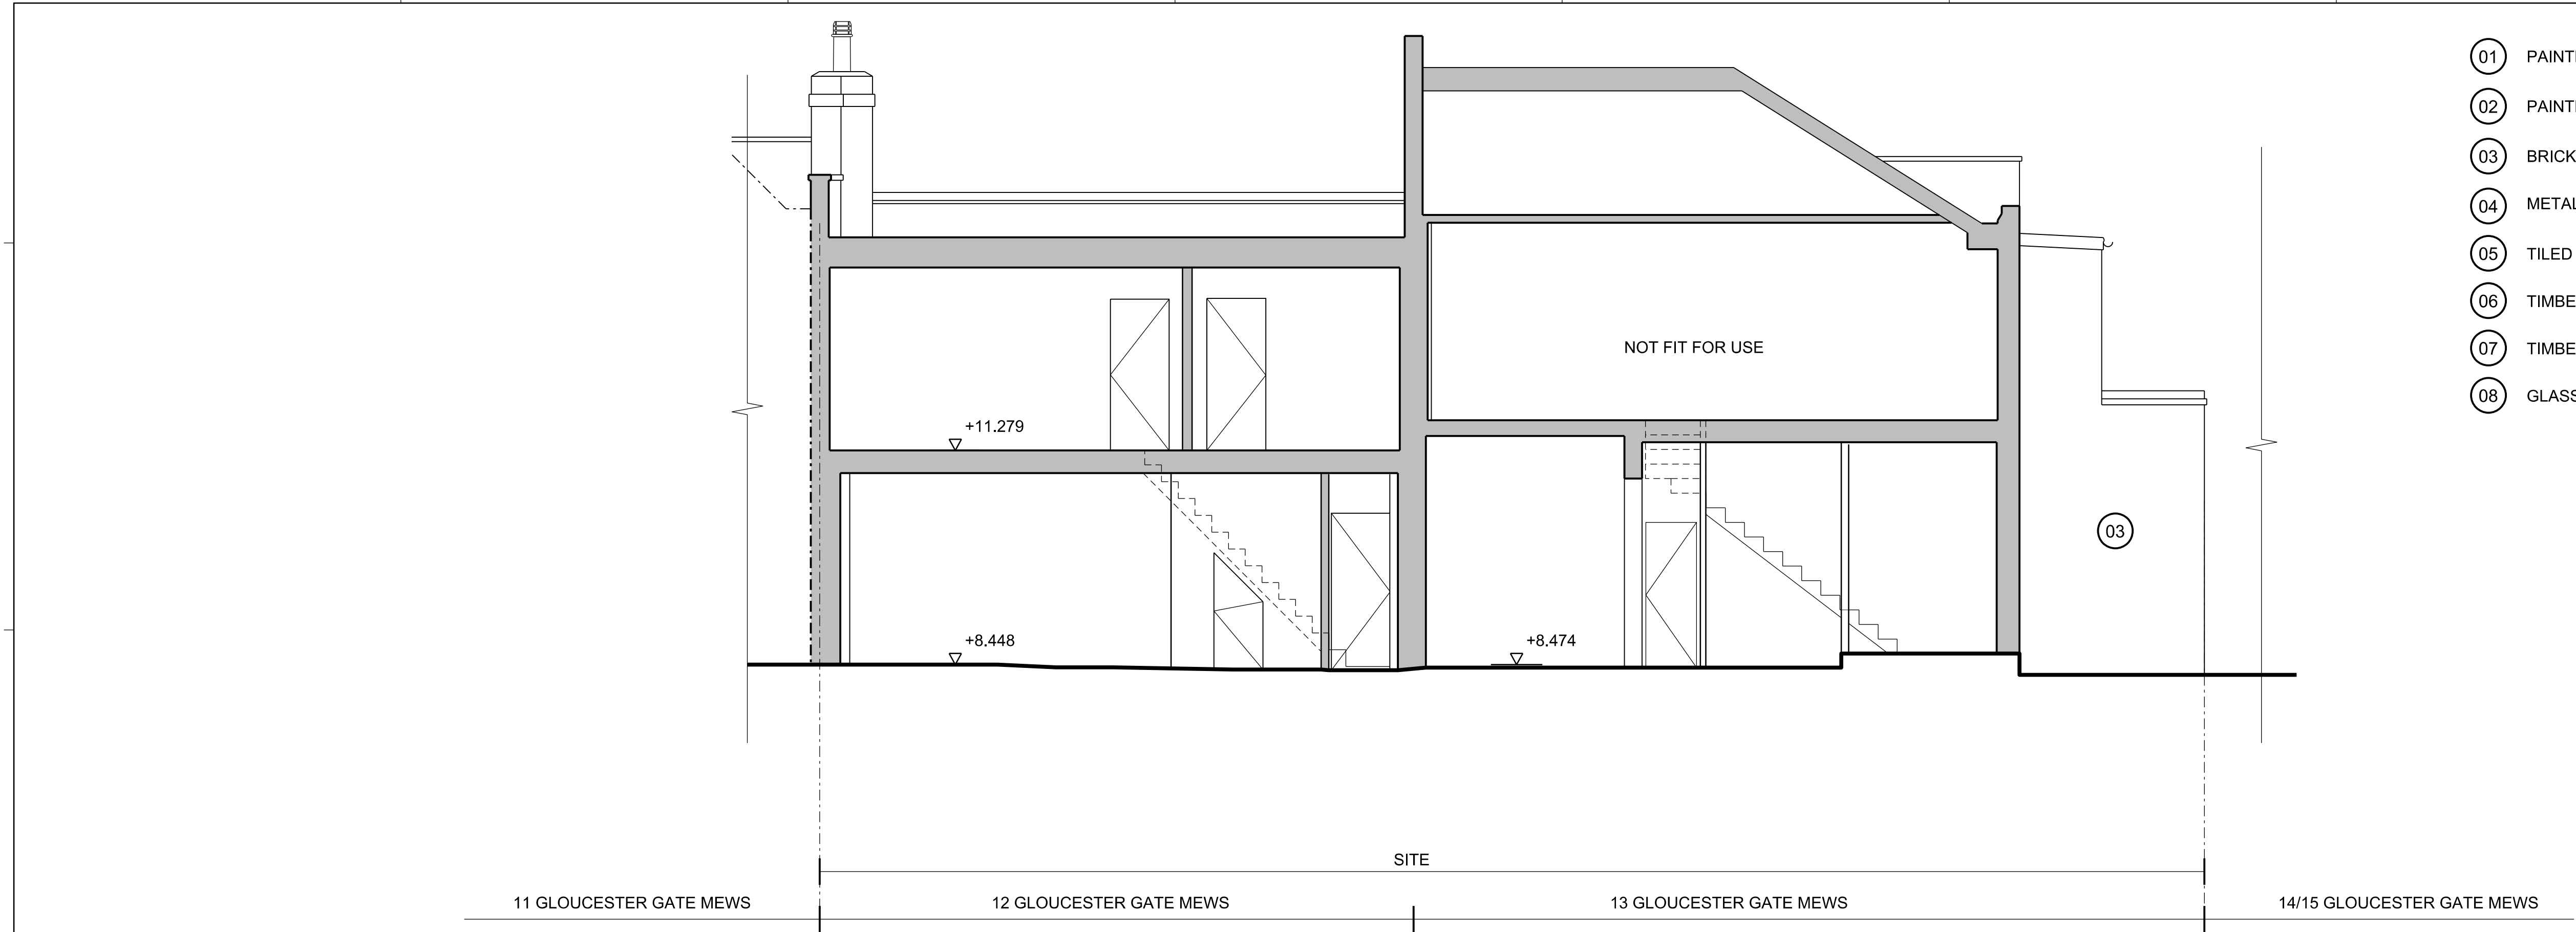 01 PAINT
02 PAINT
03 BRICK
04 METAL
05 TILED
06 TIMBE
07 TIMBE
08 GLASS
NOT FIT FOR USE
+11.279
03
+8.448
+8.474
SITE
11 GLOUCESTER GATE MEWS
12 GLOUCESTER GATE MEWS
13 GLOUCESTER GATE MEWS
14/15 GLOUCESTER GATE MEWS